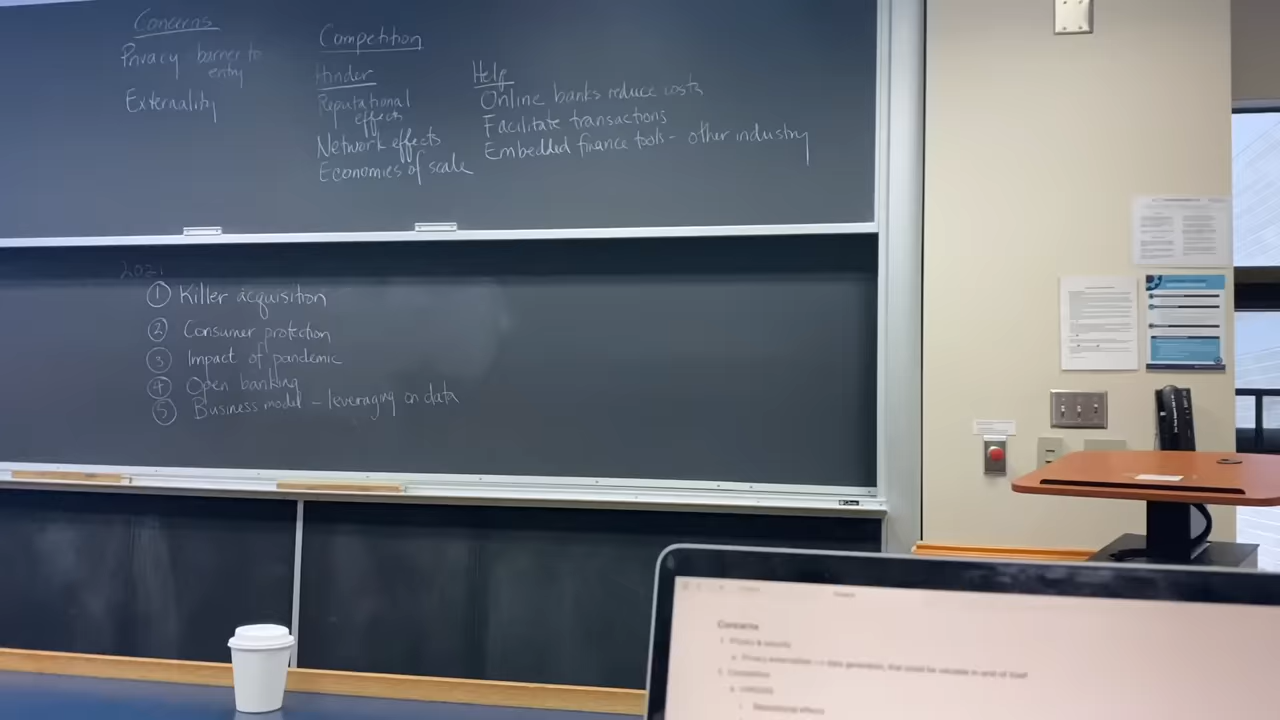 Concerns
Privacy barrier to
entry
Externality
Competition
Hinder
Reputational
effects
Network effects
Economies of scale
Help
Online banks reduce costs
Facilitate transactions
Embedded finance tools - other industry
2021
① Killer acquisition
② Consumer protection
③ Impact of pandemic
④ Open banking
⑤ Business model - leveraging on data
Concerns